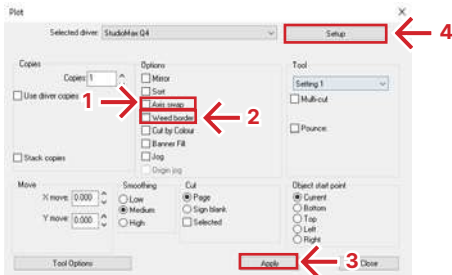 Plot
Selected driver: StudioMax Q4
Setup
4
Copies
Copies: 1
Use driver copies
Stack copies
Options
Mirror
Sort
1
Axis swap
Weed border
2
Cut by Colour
Banner Fill
Jog
Origin jog
Tool
Setting 1
Multi-cut
Pounce
Move
X move: 0.000
Y move: 0.000
Smoothing
Low
Medium
High
Cut
Page
Sign blank
Selected
Object start point
Current
Bottom
Top
Left
Right
Tool Options
Apply
3
Close